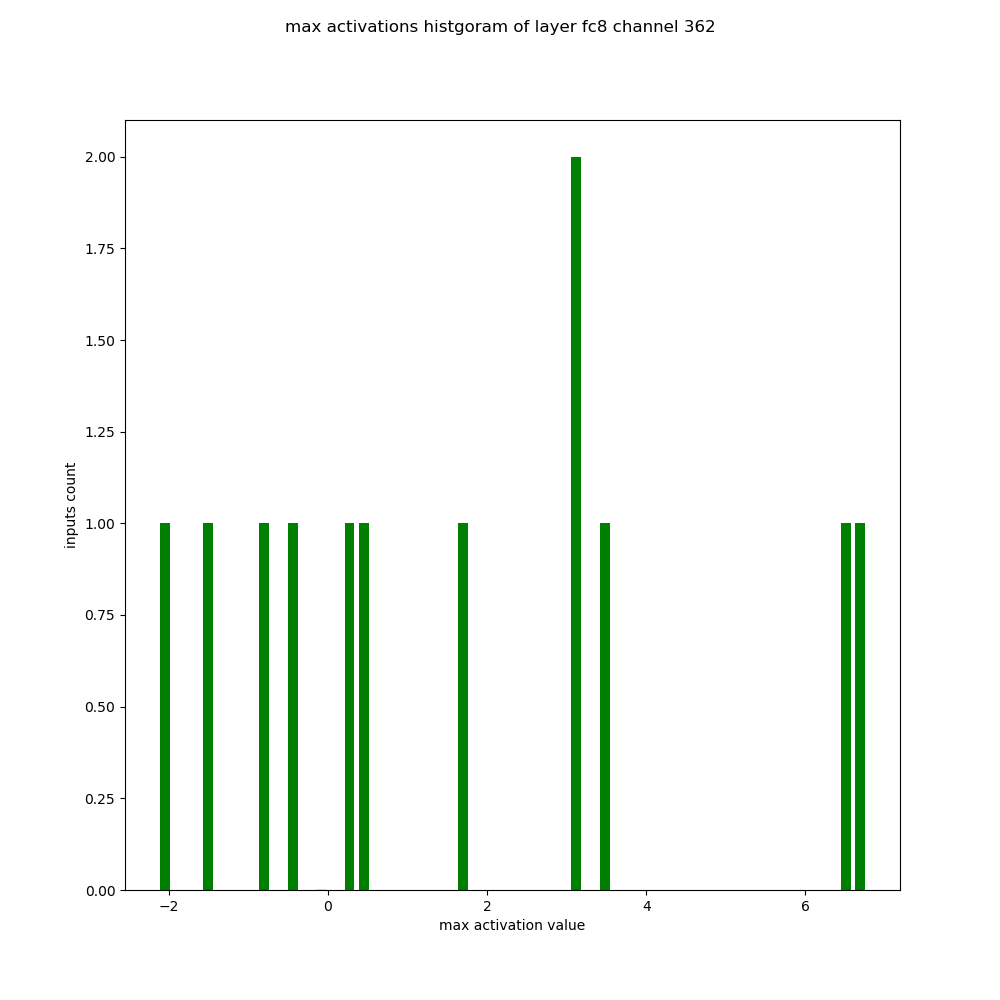 max activations histgoram of layer fc8 channel 362
2.00
1.75
1.50
1.25
1.00
0.75
0.50
0.25
0.00
inputs count
−2 0 2 4 6
max activation value